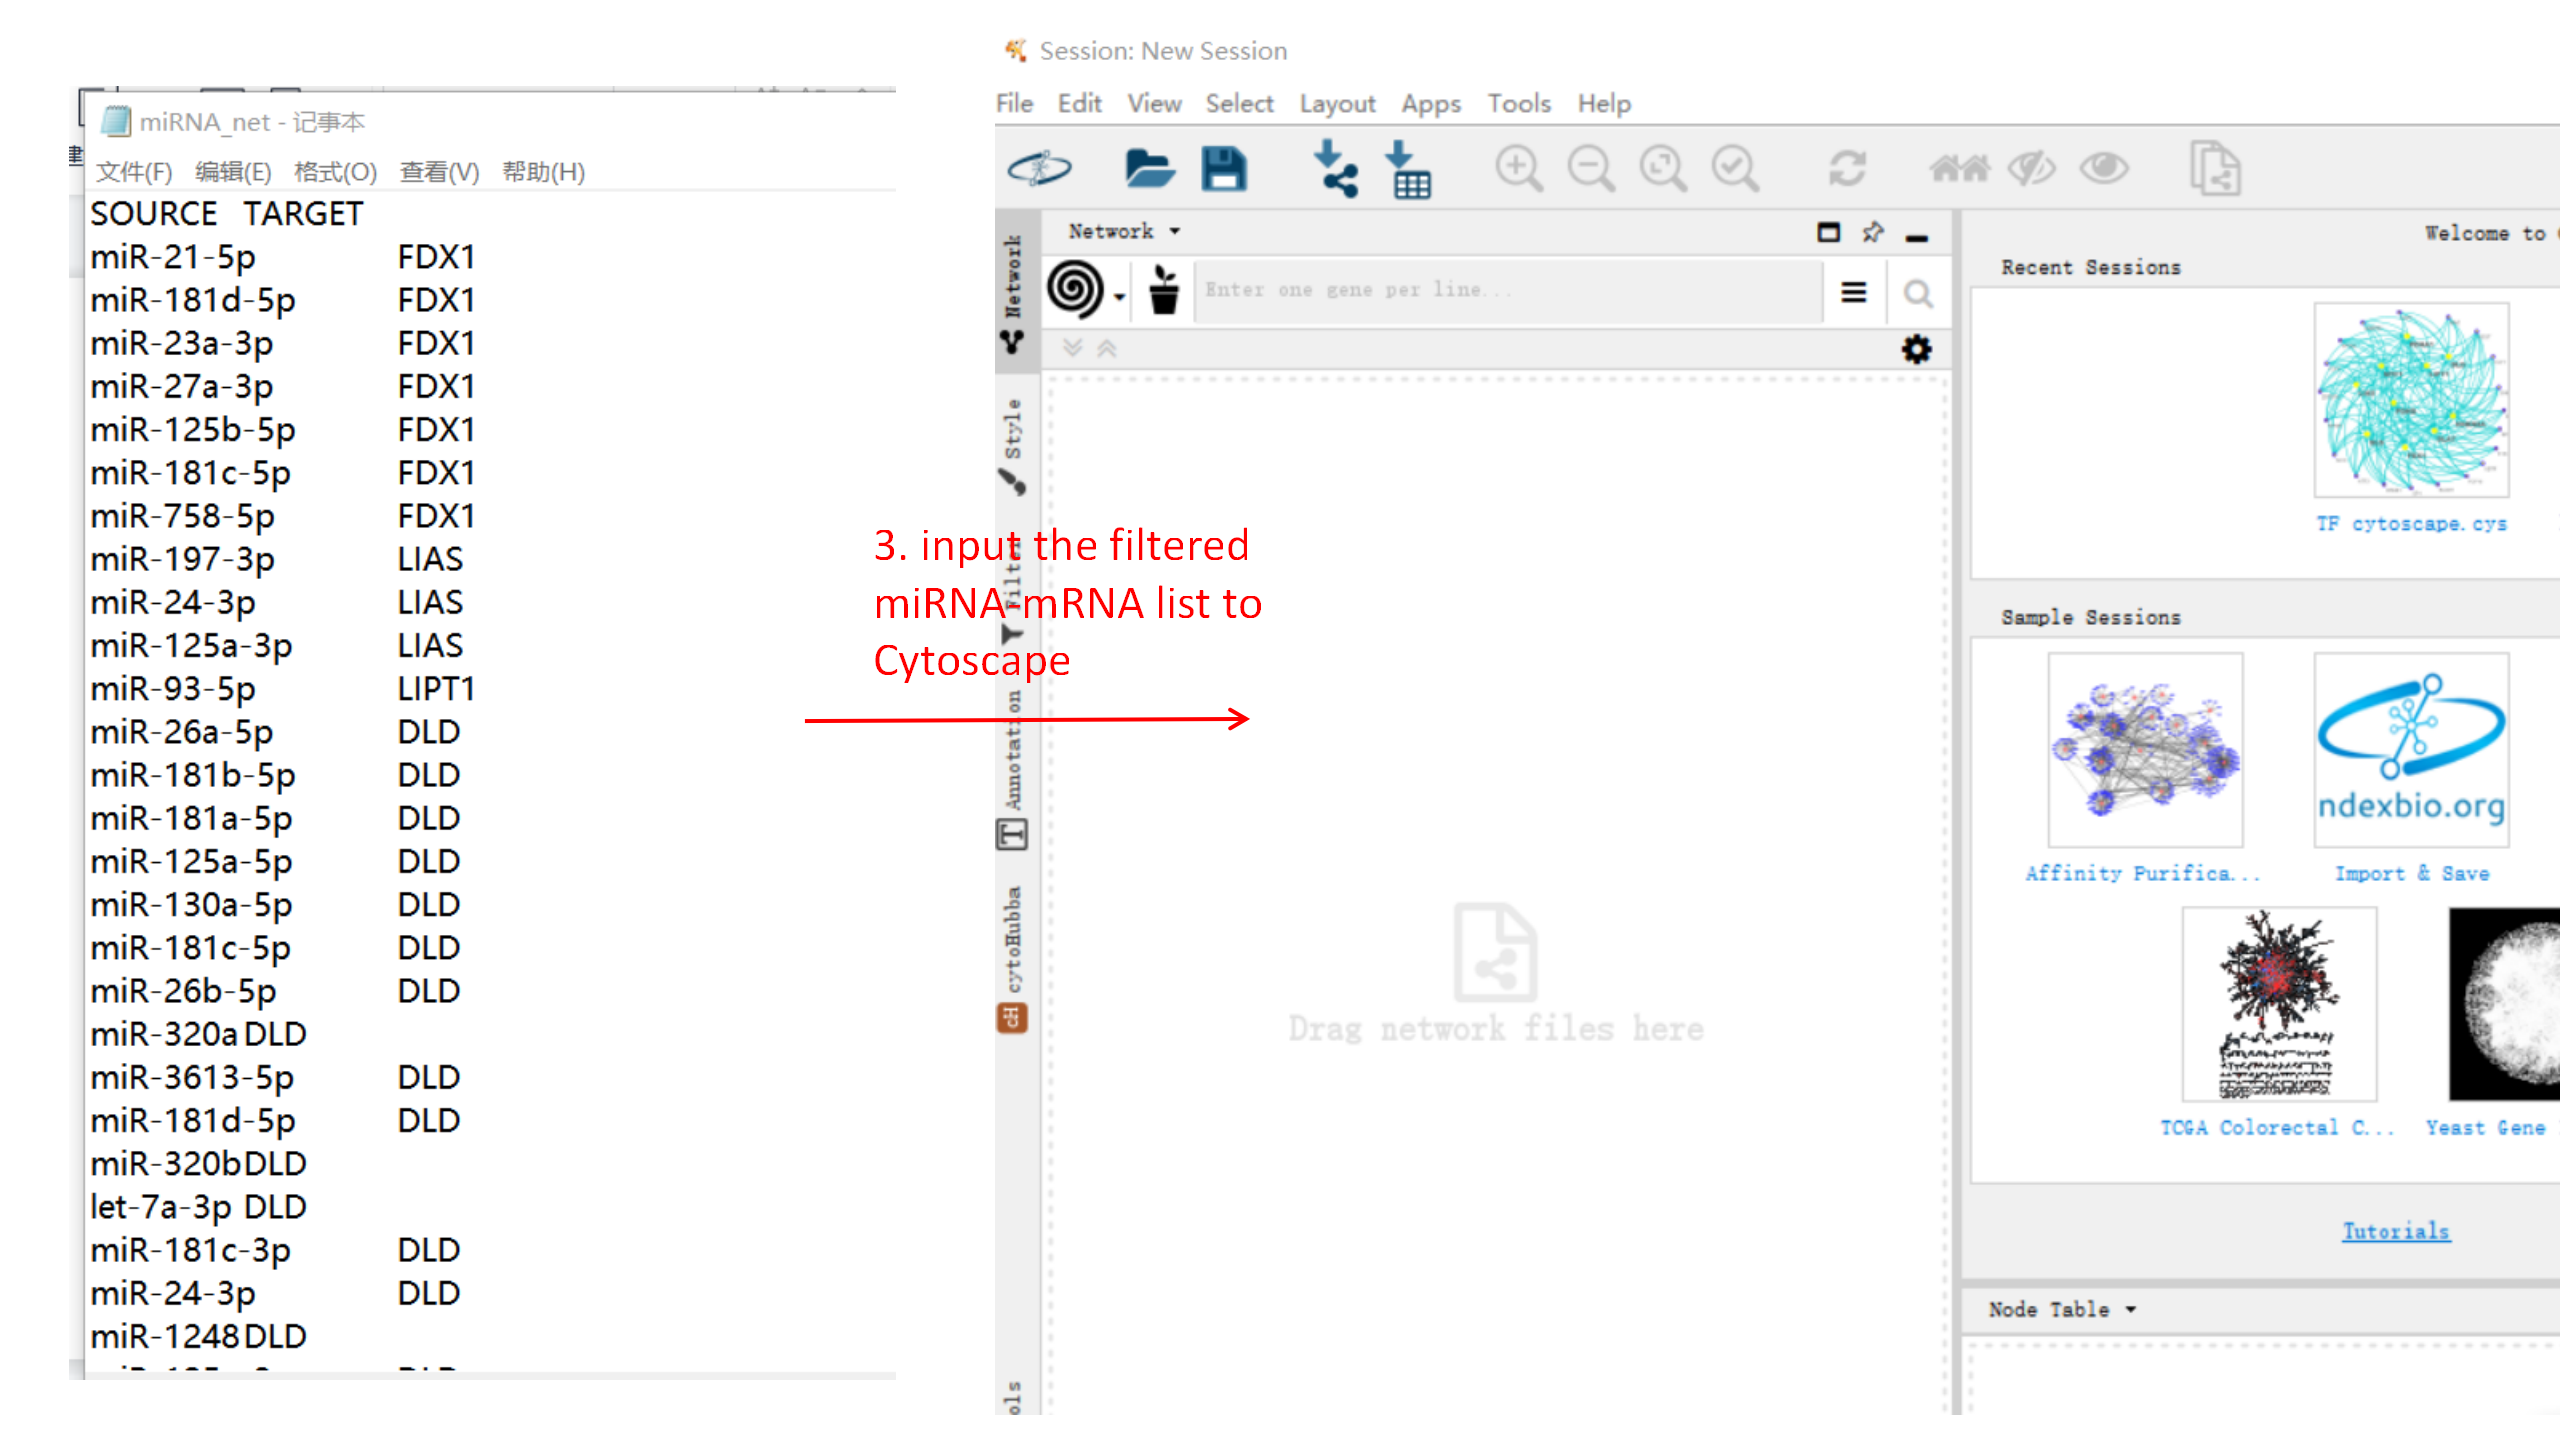 miRNA_net - 记事本
文件(F) 编辑(E) 格式(O) 查看(V) 帮助(H)
SOURCE TARGET
miR-21-5p FDX1
miR-181d-5p FDX1
miR-23a-3p FDX1
miR-27a-3p FDX1
miR-125b-5p FDX1
miR-181c-5p FDX1
miR-758-5p FDX1
miR-197-3p LIAS
miR-24-3p LIAS
miR-125a-3p LIAS
miR-93-5p LIPT1
miR-26a-5p DLD
miR-181b-5p DLD
miR-181a-5p DLD
miR-125a-5p DLD
miR-130a-5p DLD
miR-181c-5p DLD
miR-26b-5p DLD
miR-320a DLD
miR-3613-5p DLD
miR-181d-5p DLD
miR-320b DLD
let-7a-3p DLD
miR-181c-3p DLD
miR-24-3p DLD
miR-1248 DLD
3. input the filtered
miRNA-mRNA list to
Cytoscape
Session: New Session
File Edit View Select Layout Apps Tools Help
Network
Style
Filter
Annotation
T
cytoHubba
cH
Network
Enter one gene per line...
Drag network files here
Welcome to
Recent Sessions
TF cytoscape.cys
Sample Sessions
ndexbio.org
Affinity Purifica... Import & Save
TCGA Colorectal C... Yeast Gene
Tutorials
Node Table